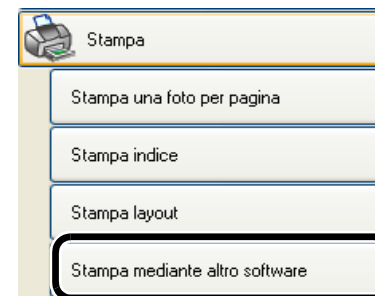 Stampa
Stampa una foto per pagina
Stampa indice
Stampa layout
Stampa mediante altro software